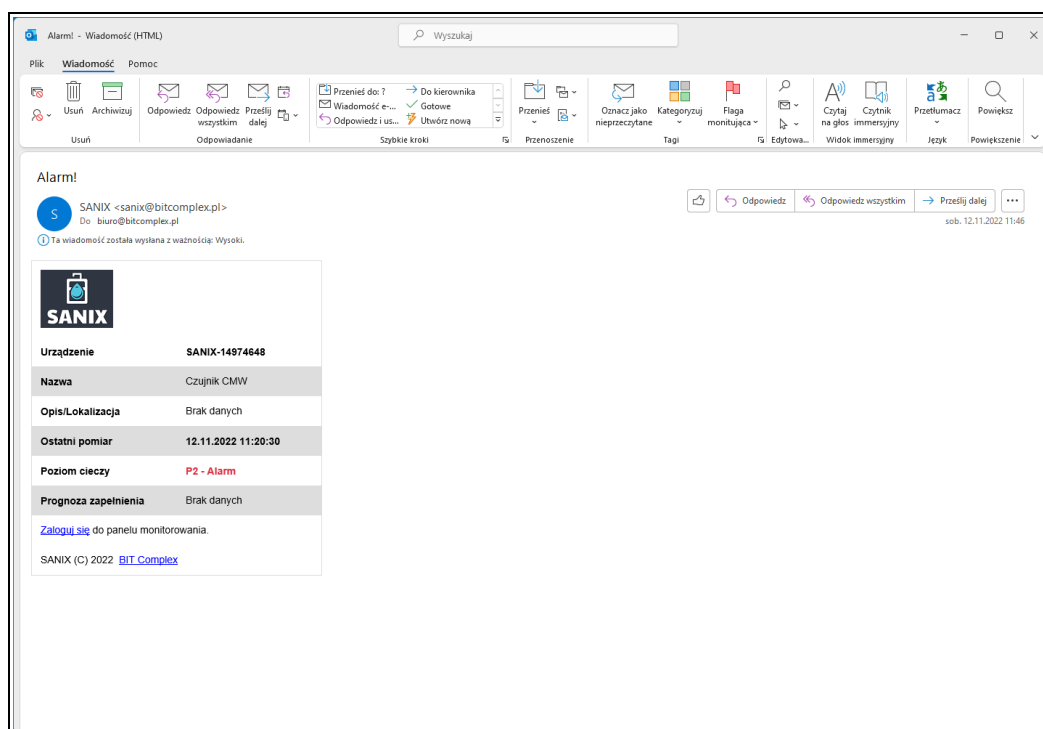 Alarm! - Wiadomość (HTML)
Wyszukaj
Plik Wiadomość Pomoc
Usuń Archiwizuj
Odpowiedz Odpowiedz wszystkim Prześlij dalej
Przenieś do: ? Do kierownika
Wiadomość e-... Gotowe
Odpowiedz i us... Utwórz nową
Przenieś
Oznacz jako nieprzeczytane Kategoryzuj Flaga monitująca
Czytaj na głos Czytnik immersyjny
Przetłumacz
Powiększ
Usuń Odpowiadanie Szybkie kroki Przenoszenie Tagi Edytowa... Widok immersyjny Język Powiększenie
Alarm!
S
SANIX <sanix@bitcomplex.pl>
Do biuro@bitcomplex.pl
Odpowiedz Odpowiedz wszystkim Prześlij dalej
sob. 12.11.2022 11:46
Ta wiadomość została wysłana z ważnością: Wysoki.
SANIX
Urządzenie SANIX-14974648
Nazwa Czujnik CMW
Opis/Lokalizacja Brak danych
Ostatni pomiar 12.11.2022 11:20:30
Poziom cieczy P2 - Alarm
Prognoza zapełnienia Brak danych
Zaloguj się do panelu monitorowania.
SANIX (C) 2022 BIT Complex